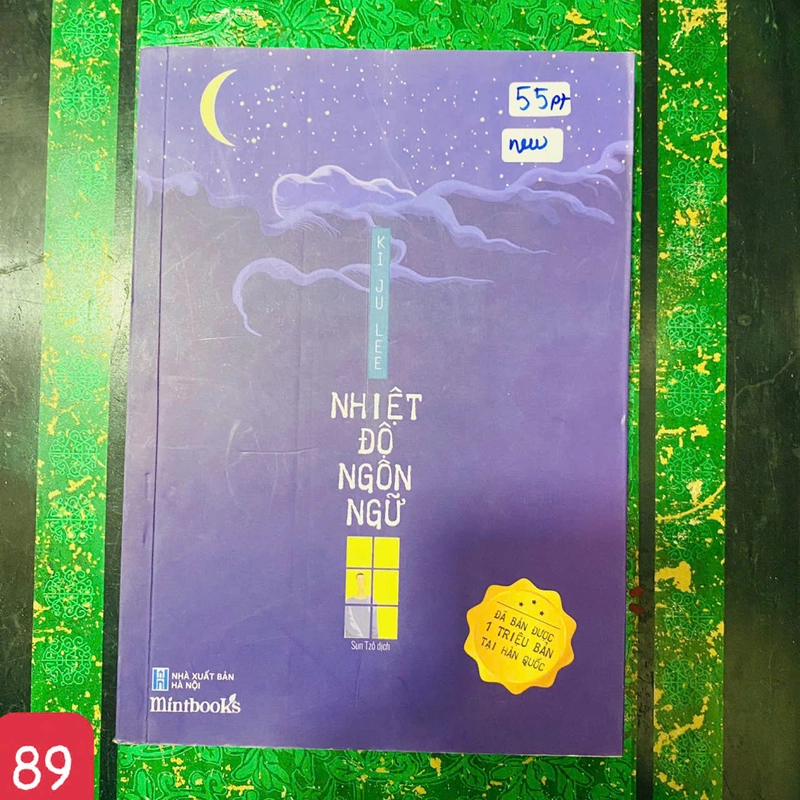 55pt
new
KI JU LEE
NHIỆT
ĐỘ
NGÔN
NGỮ
Sun Tzô dịch
ĐÃ BÁN ĐƯỢC
1 TRIỆU BẢN
TẠI HÀN QUỐC
NHÀ XUẤT BẢN
HÀ NỘI
mintbooks
89